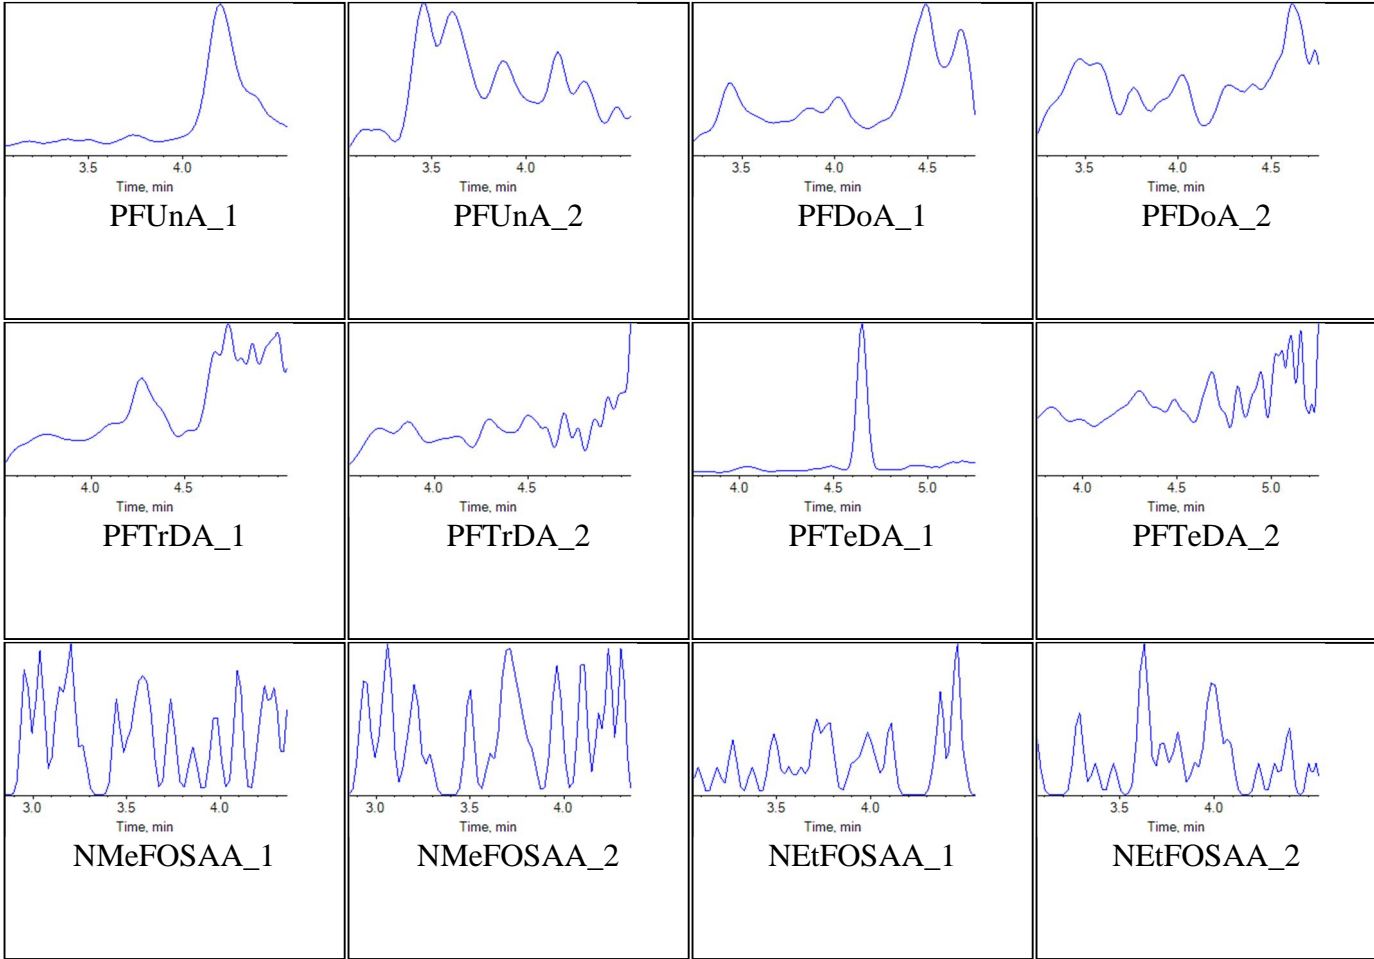 3.5 4.0
Time, min
PFUnA_1
3.5 4.0
Time, min
PFUnA_2
3.5 4.0 4.5
Time, min
PFDoA_1
3.5 4.0 4.5
Time, min
PFDoA_2
4.0 4.5
Time, min
PFTrDA_1
4.0 4.5
Time, min
PFTrDA_2
4.0 4.5 5.0
Time, min
PFTeDA_1
4.0 4.5 5.0
Time, min
PFTeDA_2
3.0 3.5 4.0
Time, min
NMeFOSAA_1
3.0 3.5 4.0
Time, min
NMeFOSAA_2
3.5 4.0
Time, min
NEtFOSAA_1
3.5 4.0
Time, min
NEtFOSAA_2